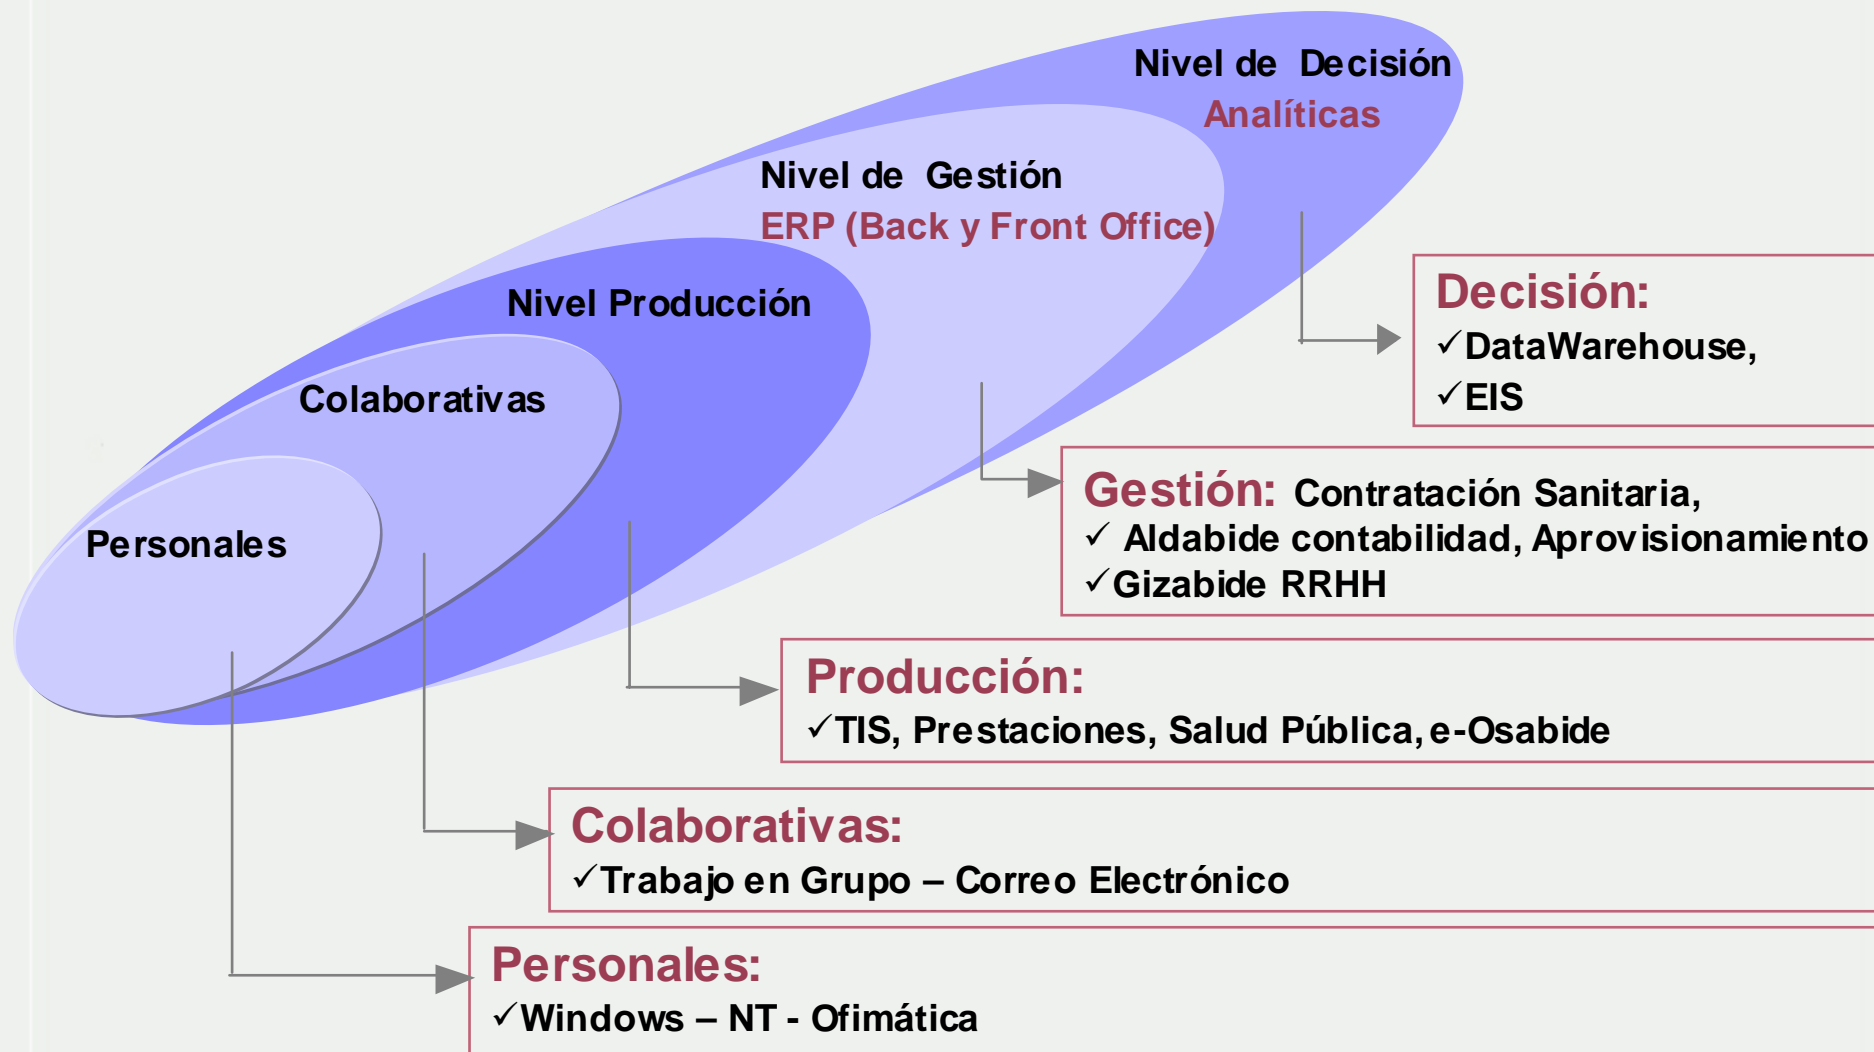 Nivel de Decisión
Analíticas
Nivel de Gestión
ERP (Back y Front Office)
Nivel Producción
Colaborativas
Personales
Decisión:
✓DataWarehouse,
✓EIS
Gestión: Contratación Sanitaria,
✓ Aldabide contabilidad, Aprovisionamiento
✓Gizabide RRHH
Producción:
✓TIS, Prestaciones, Salud Pública, e-Osabide
Colaborativas:
✓Trabajo en Grupo – Correo Electrónico
Personales:
✓Windows – NT - Ofimática